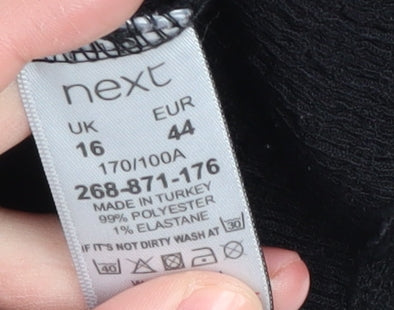 next
UK EUR
16 44
170/100A
268-871-176
MADE IN TURKEY
99% POLYESTER
1% ELASTANE
IF IT'S NOT DIRTY WASH AT 30
40